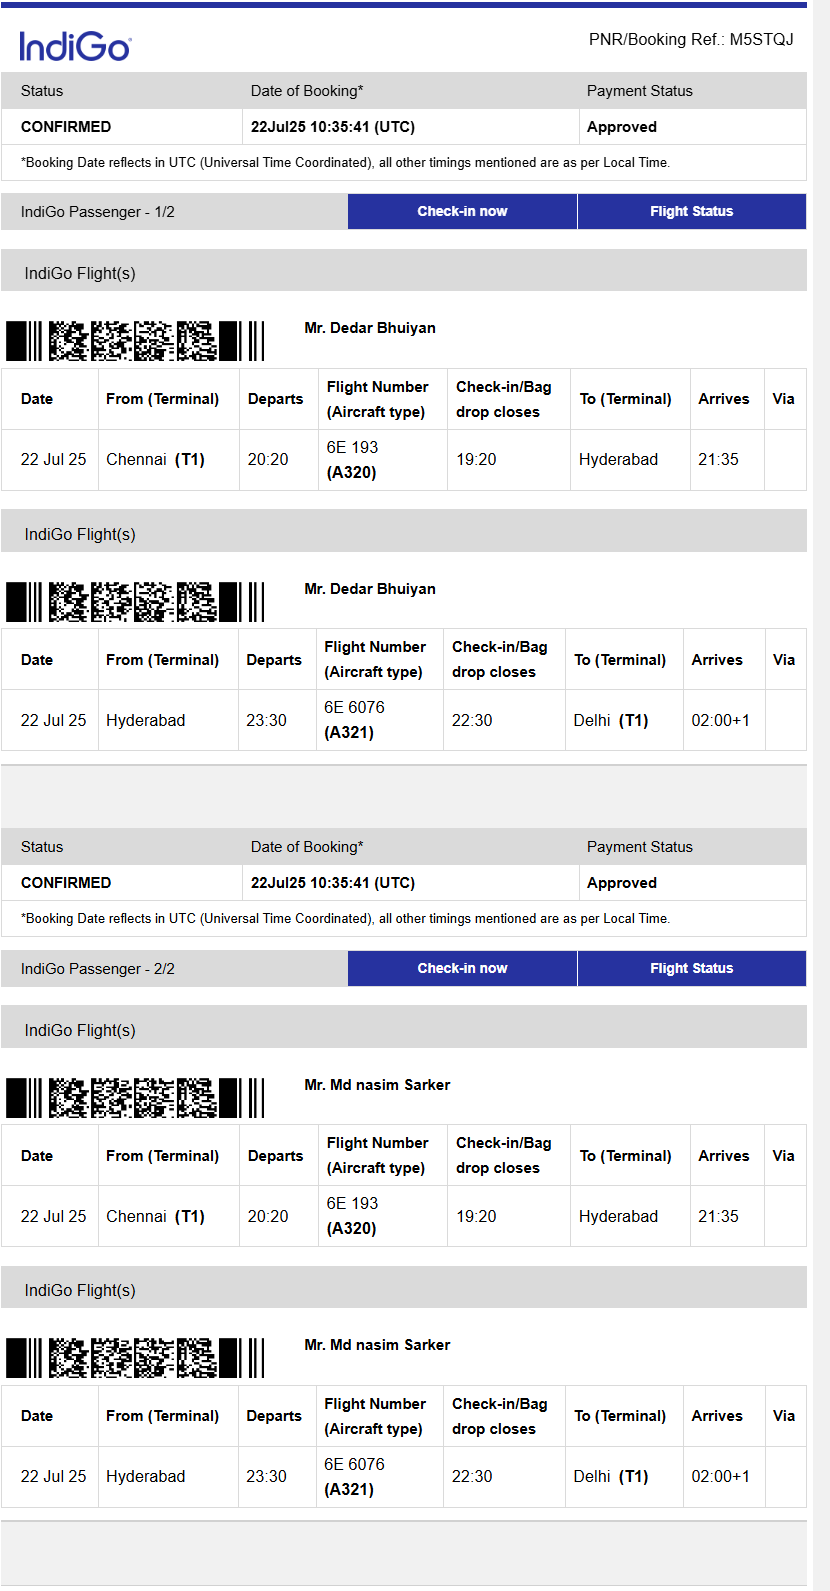 IndiGo
PNR/Booking Ref.: M5STQJ
Status Date of Booking* Payment Status
CONFIRMED 22Jul25 10:35:41 (UTC) Approved
*Booking Date reflects in UTC (Universal Time Coordinated), all other timings mentioned are as per Local Time.
IndiGo Passenger - 1/2 Check-in now Flight Status
IndiGo Flight(s)
Mr. Dedar Bhuiyan
Date From (Terminal) Departs Flight Number (Aircraft type) Check-in/Bag drop closes To (Terminal) Arrives Via
22 Jul 25 Chennai (T1) 20:20 6E 193 (A320) 19:20 Hyderabad 21:35
IndiGo Flight(s)
Mr. Dedar Bhuiyan
Date From (Terminal) Departs Flight Number (Aircraft type) Check-in/Bag drop closes To (Terminal) Arrives Via
22 Jul 25 Hyderabad 23:30 6E 6076 (A321) 22:30 Delhi (T1) 02:00+1
Status Date of Booking* Payment Status
CONFIRMED 22Jul25 10:35:41 (UTC) Approved
*Booking Date reflects in UTC (Universal Time Coordinated), all other timings mentioned are as per Local Time.
IndiGo Passenger - 2/2 Check-in now Flight Status
IndiGo Flight(s)
Mr. Md nasim Sarker
Date From (Terminal) Departs Flight Number (Aircraft type) Check-in/Bag drop closes To (Terminal) Arrives Via
22 Jul 25 Chennai (T1) 20:20 6E 193 (A320) 19:20 Hyderabad 21:35
IndiGo Flight(s)
Mr. Md nasim Sarker
Date From (Terminal) Departs Flight Number (Aircraft type) Check-in/Bag drop closes To (Terminal) Arrives Via
22 Jul 25 Hyderabad 23:30 6E 6076 (A321) 22:30 Delhi (T1) 02:00+1